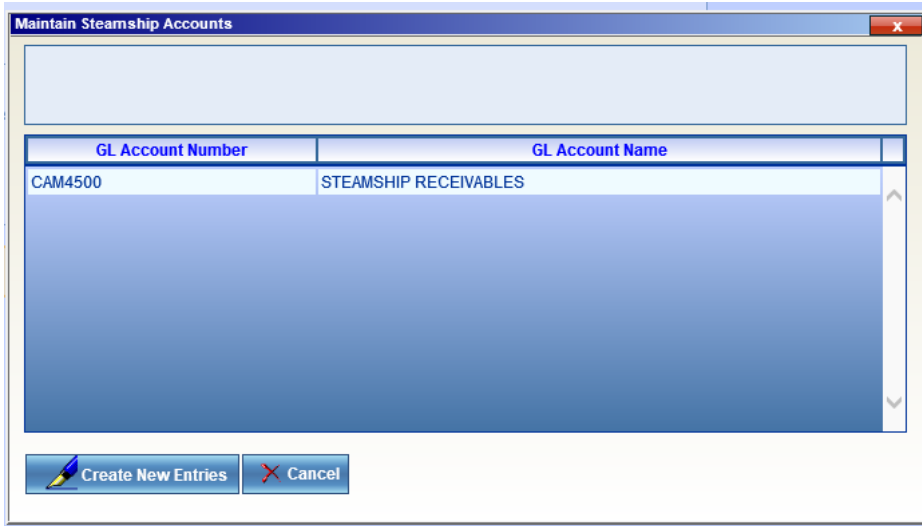 Maintain Steamship Accounts
x
GL Account Number GL Account Name
CAM4500 STEAMSHIP RECEIVABLES
Create New Entries Cancel